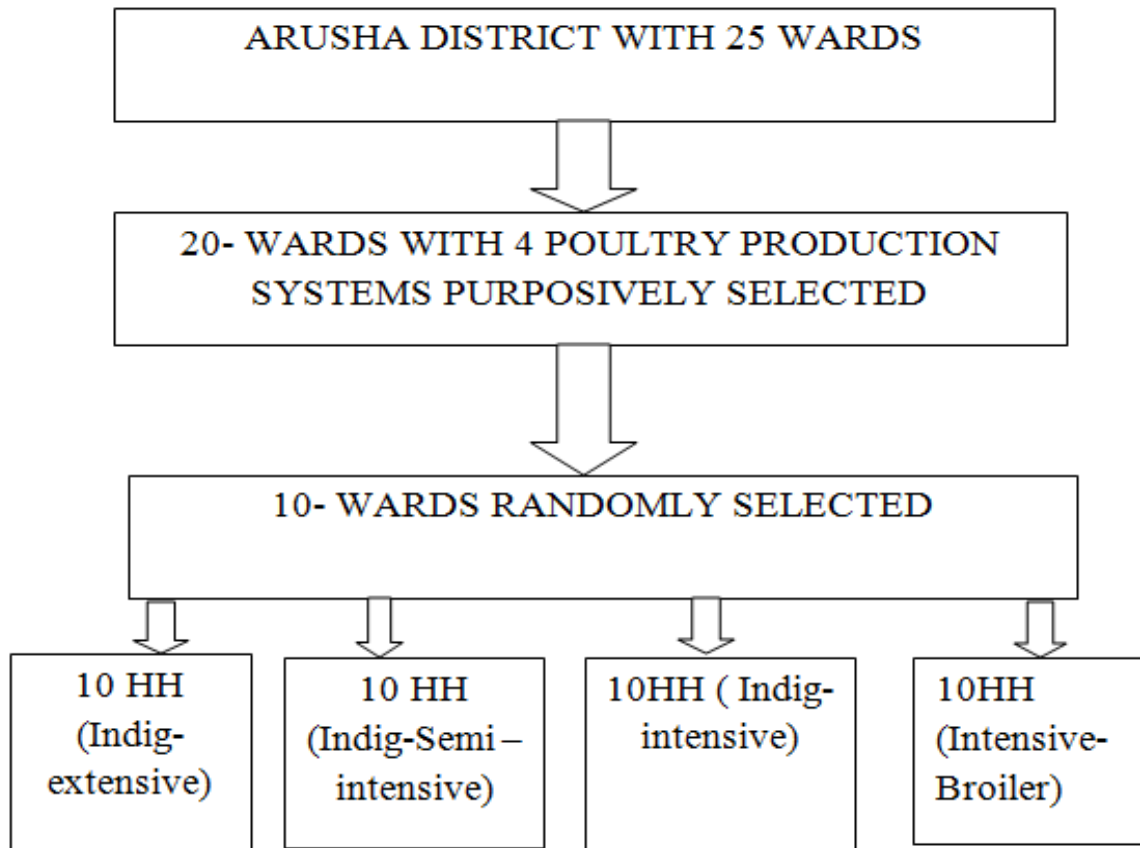 ARUSHA DISTRICT WITH 25 WARDS
20- WARDS WITH 4 POULTRY PRODUCTION
SYSTEMS PURPOSIVELY SELECTED
10- WARDS RANDOMLY SELECTED
10 HH
(Indig-
extensive)
10 HH
(Indig-Semi –
intensive)
10HH ( Indig-
intensive)
10HH
(Intensive-
Broiler)